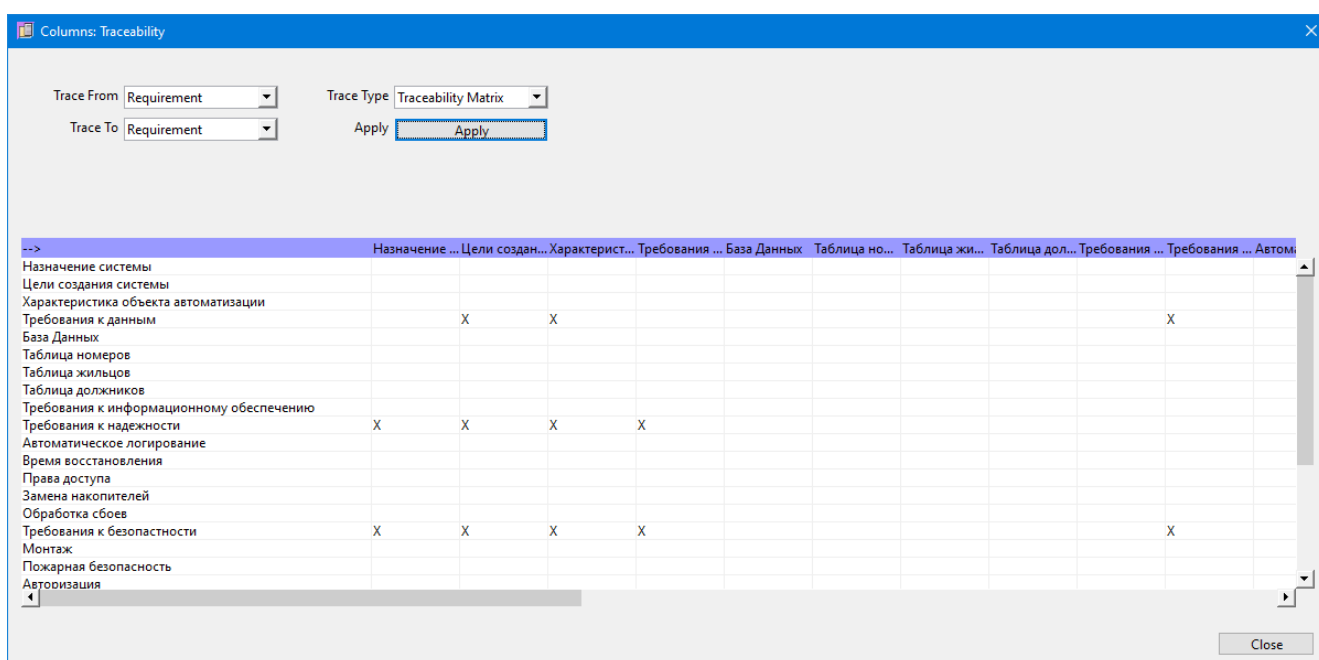 Columns: Traceability
Trace From Requirement Trace Type Traceability Matrix
Trace To Requirement Apply Apply
--> Назначение ... Цели создан... Характерист... Требования ... База Данных Таблица но... Таблица жи... Таблица дол... Требования ... Требования ... Автома
Назначение системы
Цели создания системы
Характеристика объекта автоматизации
Требования к данным X X X
База Данных
Таблица номеров
Таблица жильцов
Таблица должников
Требования к информационному обеспечению
Требования к надежности X X X X
Автоматическое логирование
Время восстановления
Права доступа
Замена накопителей
Обработка сбоев
Требования к безопастности X X X X X
Монтаж
Пожарная безопасность
Авторизация
Close